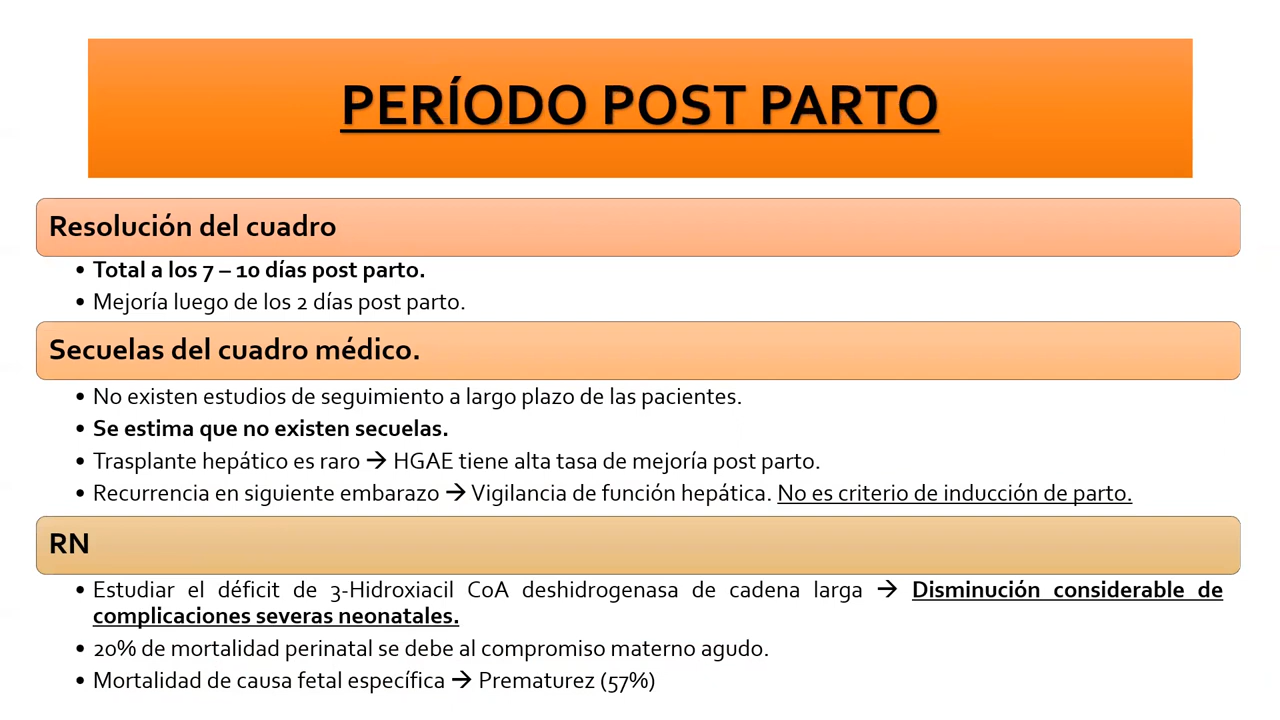 PERÍODO POST PARTO
Resolución del cuadro
• Total a los 7 – 10 días post parto.
• Mejoría luego de los 2 días post parto.
Secuelas del cuadro médico.
• No existen estudios de seguimiento a largo plazo de las pacientes.
• Se estima que no existen secuelas.
• Trasplante hepático es raro → HGAE tiene alta tasa de mejoría post parto.
• Recurrencia en siguiente embarazo → Vigilancia de función hepática. No es criterio de inducción de parto.
RN
• Estudiar el déficit de 3-Hidroxiacil CoA deshidrogenasa de cadena larga → Disminución considerable de
complicaciones severas neonatales.
• 20% de mortalidad perinatal se debe al compromiso materno agudo.
• Mortalidad de causa fetal específica → Prematurez (57%)